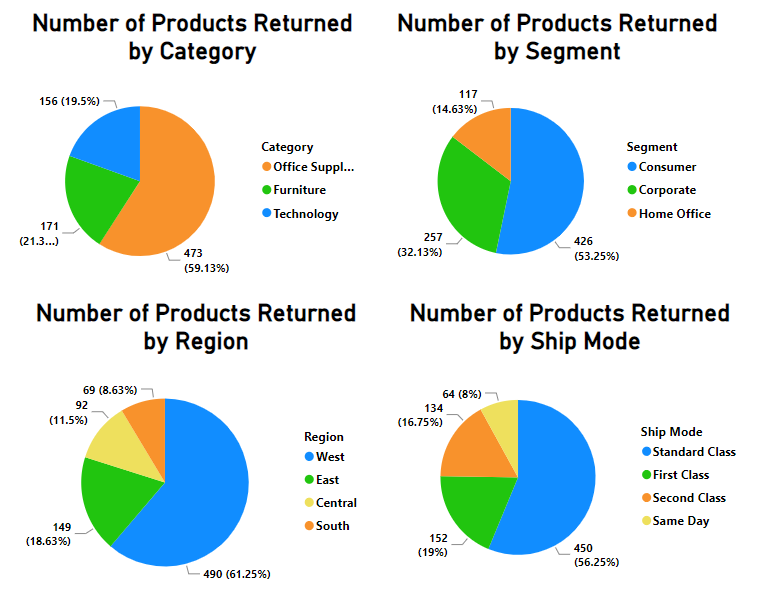 Number of Products Returned
by Category
156 (19.5%)
171
(21.3...)
473
(59.13%)
Category
Office Suppl...
Furniture
Technology
Number of Products Returned
by Segment
117
(14.63%)
257
(32.13%)
426
(53.25%)
Segment
Consumer
Corporate
Home Office
Number of Products Returned
by Region
69 (8.63%)
92
(11.5%)
149
(18.63%)
490 (61.25%)
Region
West
East
Central
South
Number of Products Returned
by Ship Mode
64 (8%)
134
(16.75%)
152
(19%)
450
(56.25%)
Ship Mode
Standard Class
First Class
Second Class
Same Day